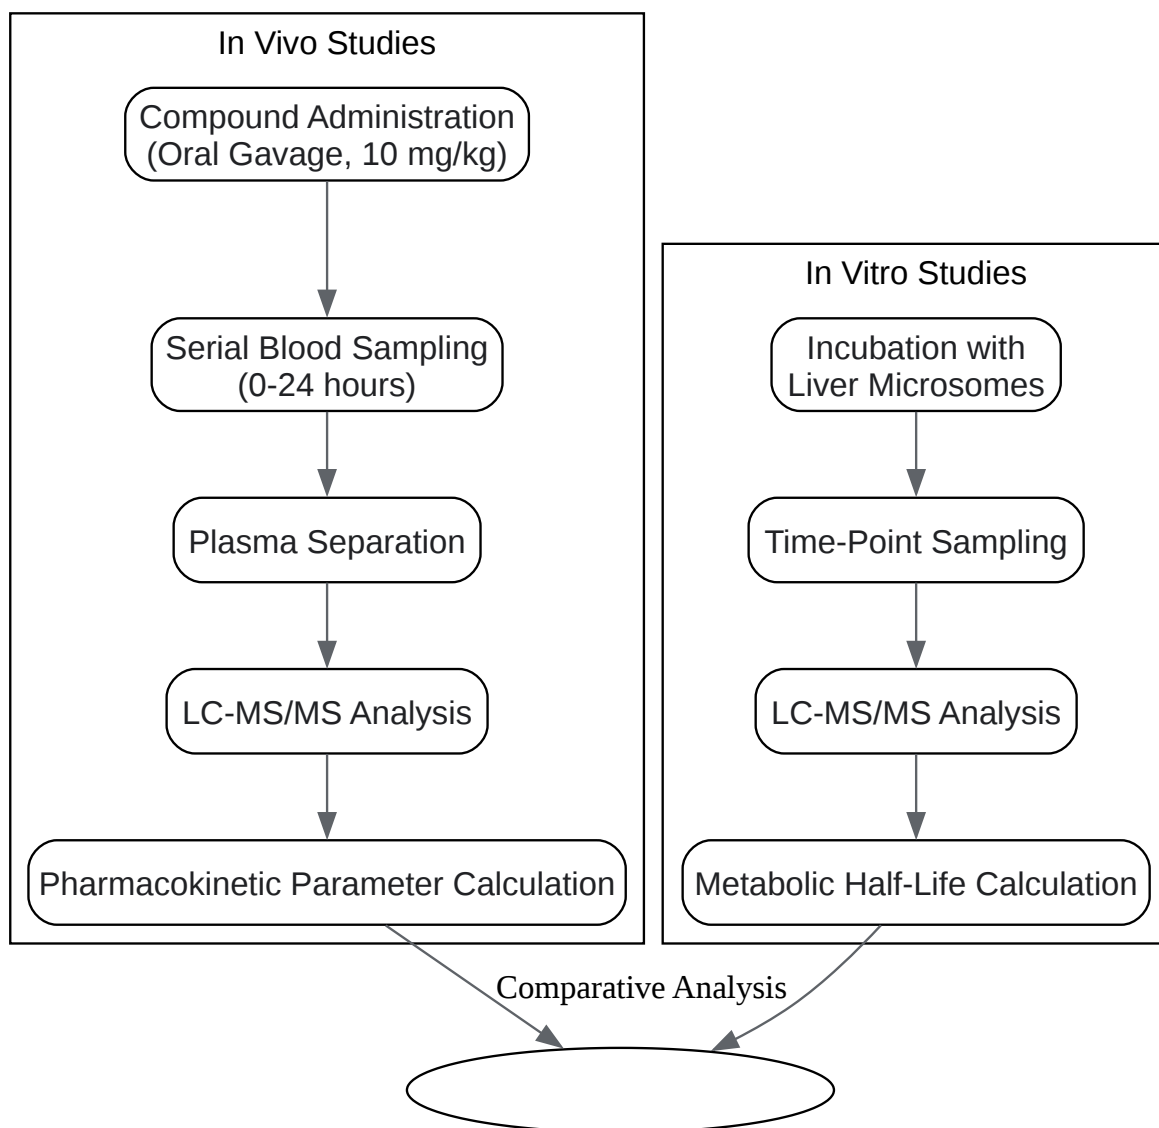 In Vivo Studies
Compound Administration
(Oral Gavage, 10 mg/kg)
Serial Blood Sampling
(0-24 hours)
Plasma Separation
LC-MS/MS Analysis
Pharmacokinetic Parameter Calculation
In Vitro Studies
Incubation with
Liver Microsomes
Time-Point Sampling
LC-MS/MS Analysis
Metabolic Half-Life Calculation
Comparative Analysis